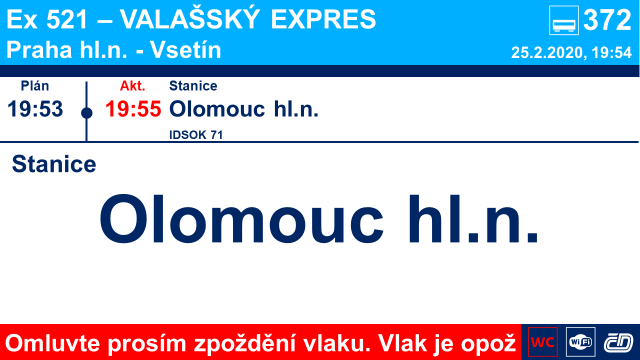 Ex 521 – VALAŠSKÝ EXPRES 372
Praha hl.n. - Vsetín 25.2.2020, 19:54
Plán Akt. Stanice
19:53 19:55 Olomouc hl.n.
IDSOK 71
Stanice
Olomouc hl.n.
Omluvte prosím zpoždění vlaku. Vlak je opož WC WiFi ČD